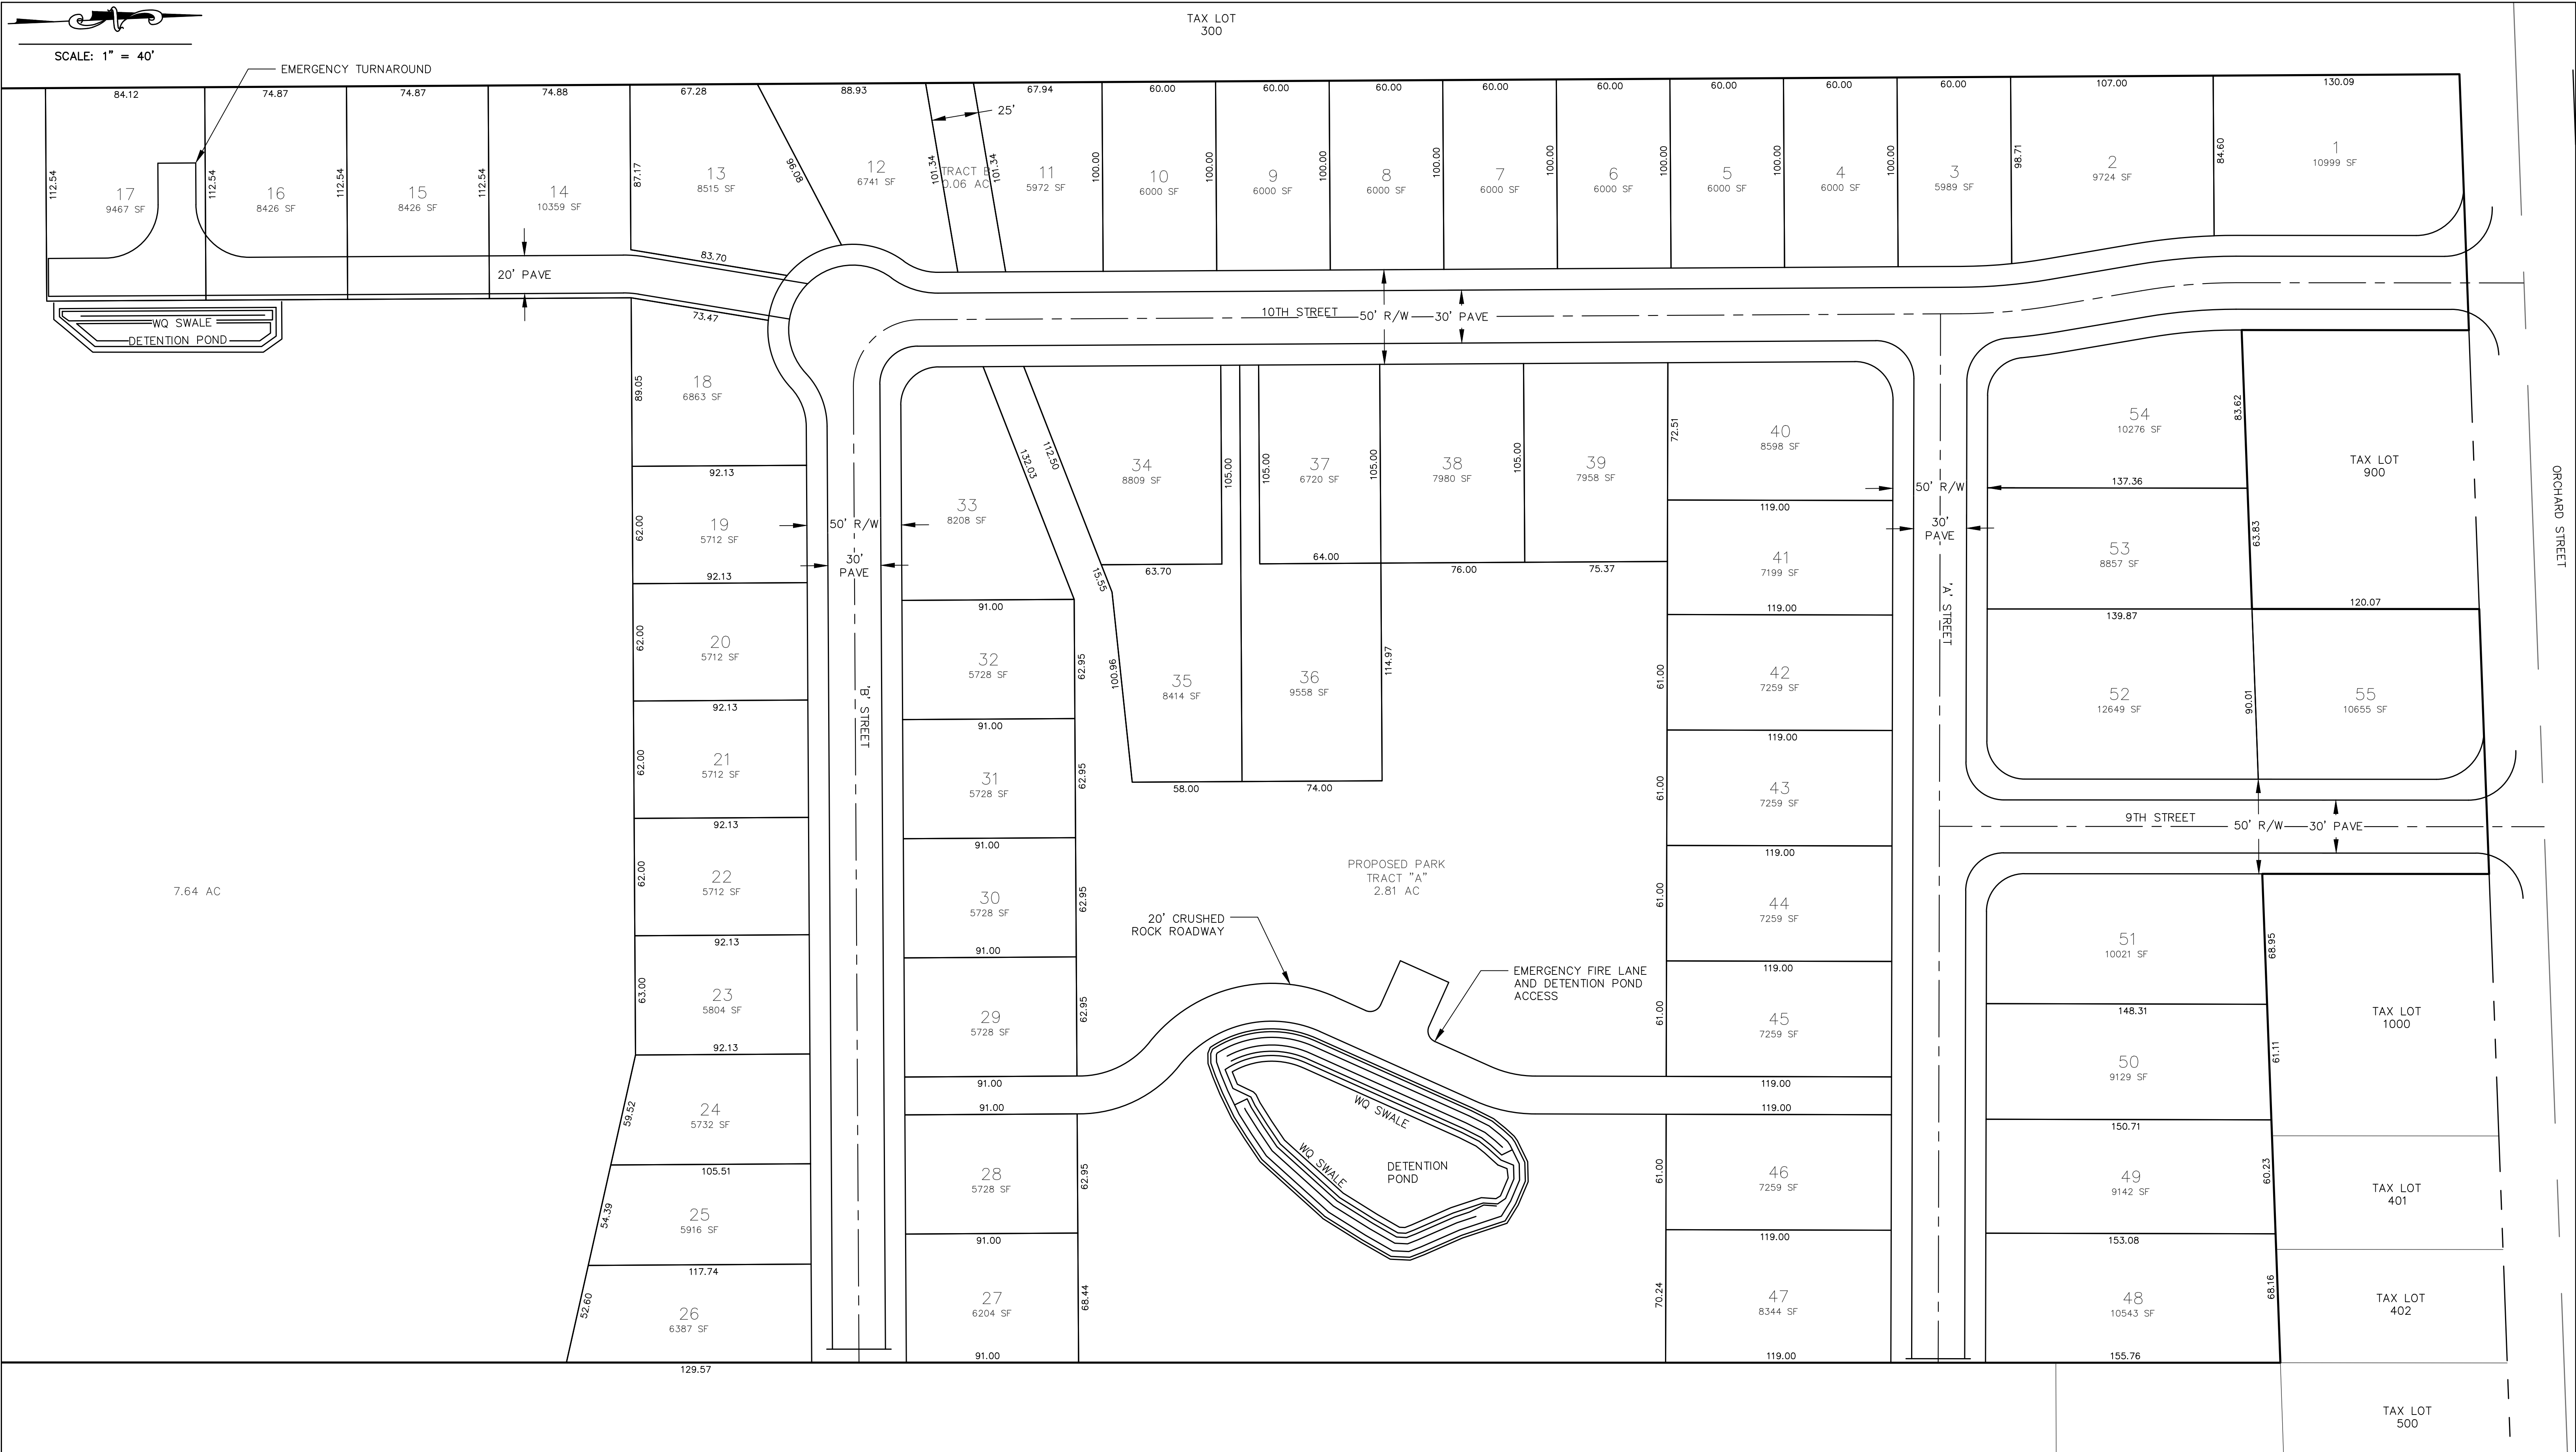 TAX LOT
300
SCALE: 1" = 40'
EMERGENCY TURNAROUND
84.12
74.87
74.87
74.88
67.28
88.93
67.94
60.00
60.00
60.00
60.00
60.00
60.00
60.00
60.00
107.00
130.09
25'
112.54
17
9467 SF
112.54
16
8426 SF
112.54
15
8426 SF
112.54
14
10359 SF
87.17
13
8515 SF
96.08
12
6741 SF
101.34
TRACT B
0.06 AC
101.34
11
5972 SF
100.00
10
6000 SF
100.00
9
6000 SF
100.00
8
6000 SF
100.00
7
6000 SF
100.00
6
6000 SF
100.00
5
6000 SF
100.00
4
6000 SF
100.00
3
5989 SF
98.71
2
9724 SF
84.60
1
10999 SF
83.70
20' PAVE
73.47
WQ SWALE
DETENTION POND
10TH STREET
50' R/W
30' PAVE
89.05
18
6863 SF
92.13
62.00
19
5712 SF
92.13
62.00
20
5712 SF
92.13
62.00
21
5712 SF
92.13
62.00
22
5712 SF
92.13
63.00
23
5804 SF
92.13
59.52
24
5732 SF
105.51
54.39
25
5916 SF
117.74
52.60
26
6387 SF
129.57
7.64 AC
50' R/W
30'
PAVE
'B' STREET
33
8208 SF
132.03
91.00
32
5728 SF
62.95
91.00
31
5728 SF
62.95
91.00
30
5728 SF
62.95
91.00
29
5728 SF
62.95
91.00
91.00
28
5728 SF
62.95
91.00
27
6204 SF
68.44
91.00
112.50
15.55
100.96
34
8809 SF
105.00
63.70
105.00
37
6720 SF
64.00
105.00
38
7980 SF
76.00
105.00
39
7958 SF
75.37
35
8414 SF
58.00
36
9558 SF
74.00
114.97
PROPOSED PARK
TRACT "A"
2.81 AC
20' CRUSHED
ROCK ROADWAY
EMERGENCY FIRE LANE
AND DETENTION POND
ACCESS
WQ SWALE
WQ SWALE
DETENTION
POND
72.51
40
8598 SF
119.00
41
7199 SF
119.00
61.00
42
7259 SF
119.00
61.00
43
7259 SF
119.00
61.00
44
7259 SF
119.00
61.00
45
7259 SF
119.00
119.00
61.00
46
7259 SF
119.00
70.24
47
8344 SF
119.00
50' R/W
30'
PAVE
'A' STREET
54
10276 SF
83.62
137.36
53
8857 SF
63.83
139.87
52
12649 SF
90.01
TAX LOT
900
120.07
55
10655 SF
ORCHARD STREET
9TH STREET
50' R/W
30' PAVE
51
10021 SF
68.95
148.31
50
9129 SF
61.11
150.71
49
9142 SF
60.23
153.08
48
10543 SF
68.16
155.76
TAX LOT
1000
TAX LOT
401
TAX LOT
402
TAX LOT
500